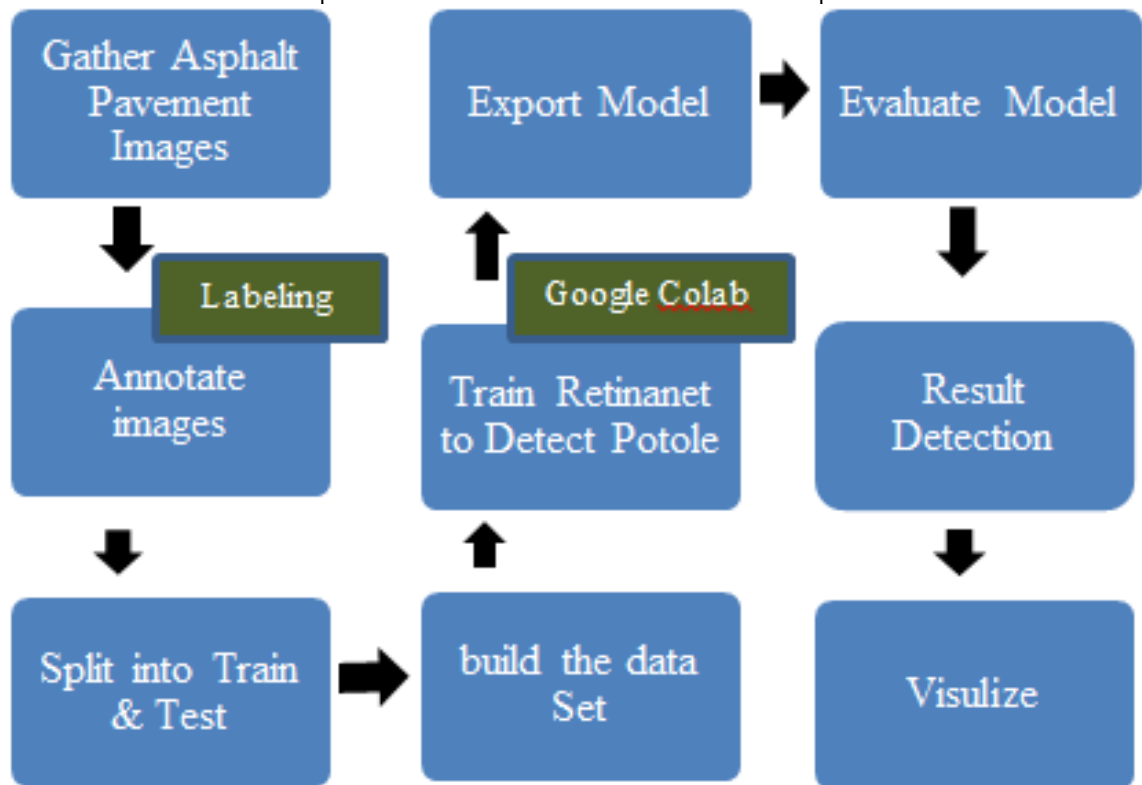 Gather Asphalt
Pavement
Images
Labeling
Annotate
images
Split into Train
& Test
build the data
Set
Train Retinanet
to Detect Potole
Google Colab
Export Model
Evaluate Model
Result
Detection
Visulize